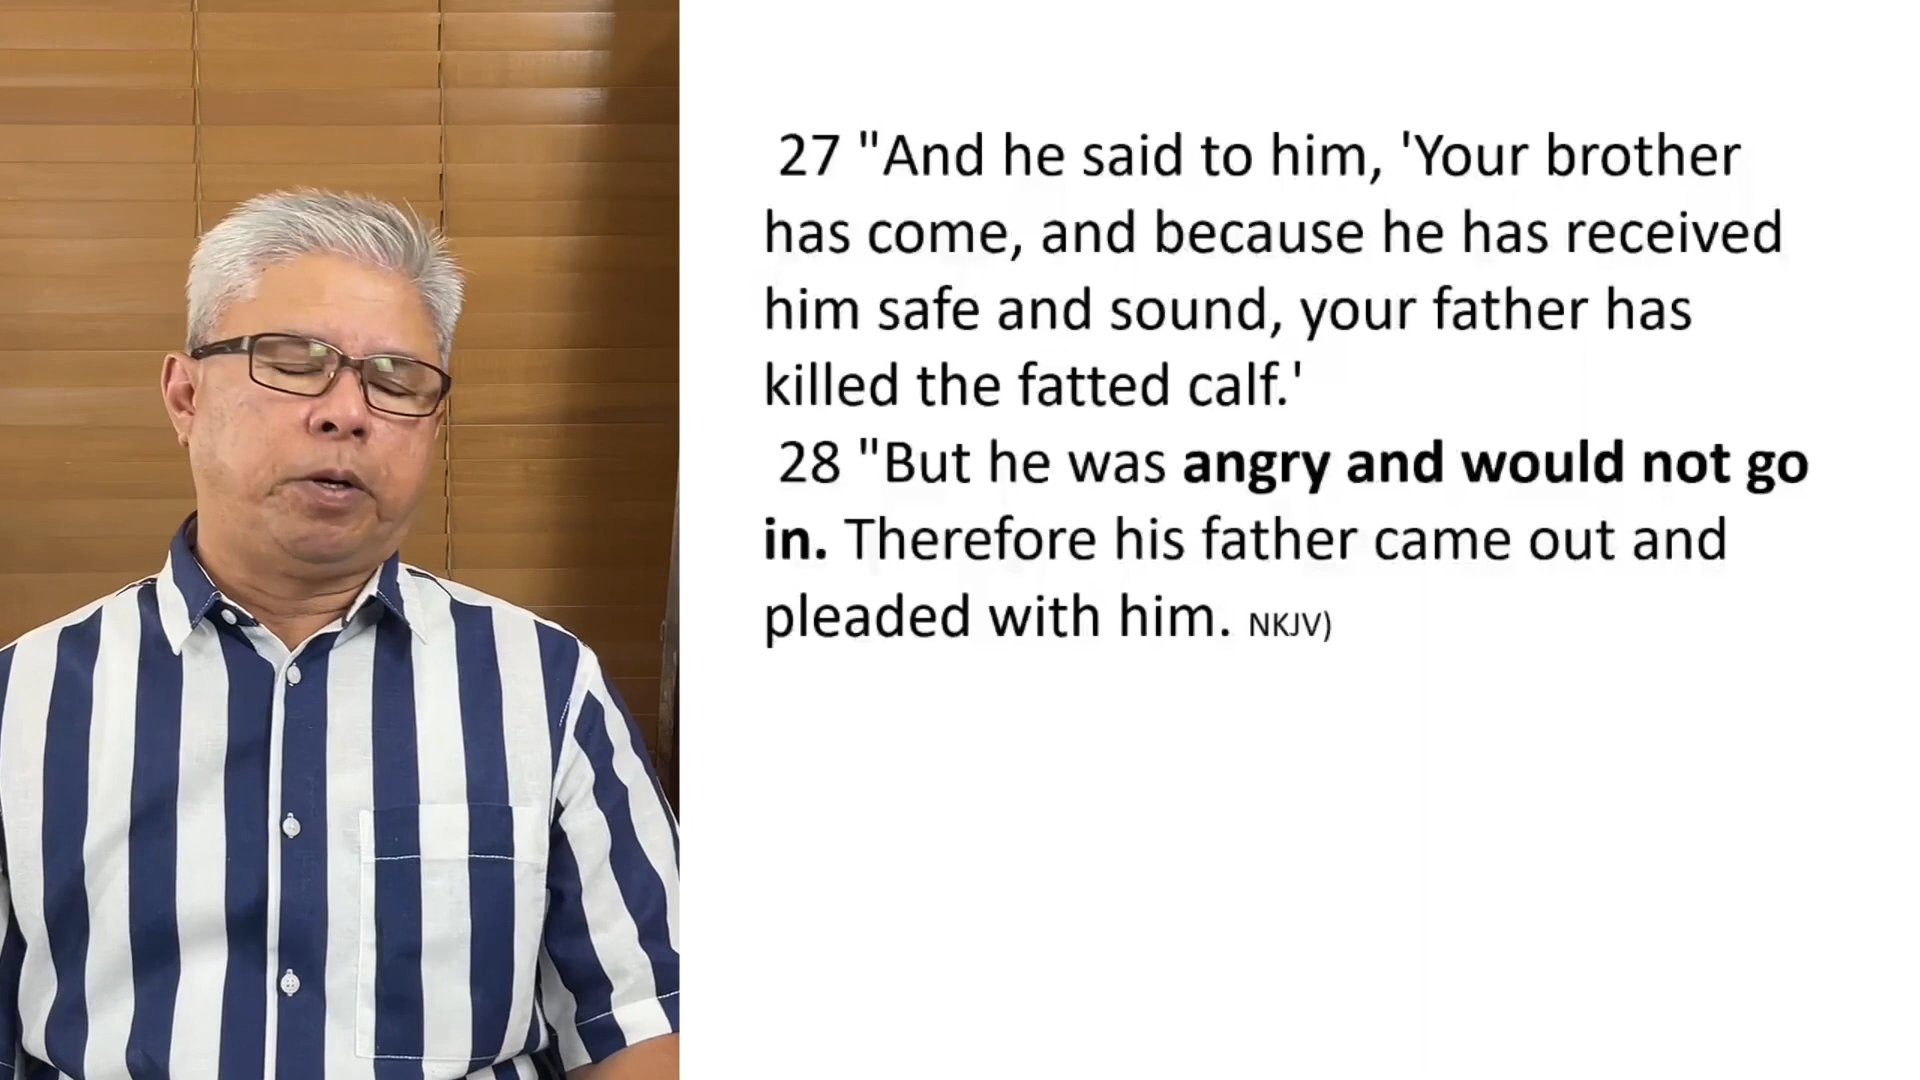 27 "And he said to him, 'Your brother
has come, and because he has received
him safe and sound, your father has
killed the fatted calf.'
28 "But he was angry and would not go
in. Therefore his father came out and
pleaded with him. NKJV)